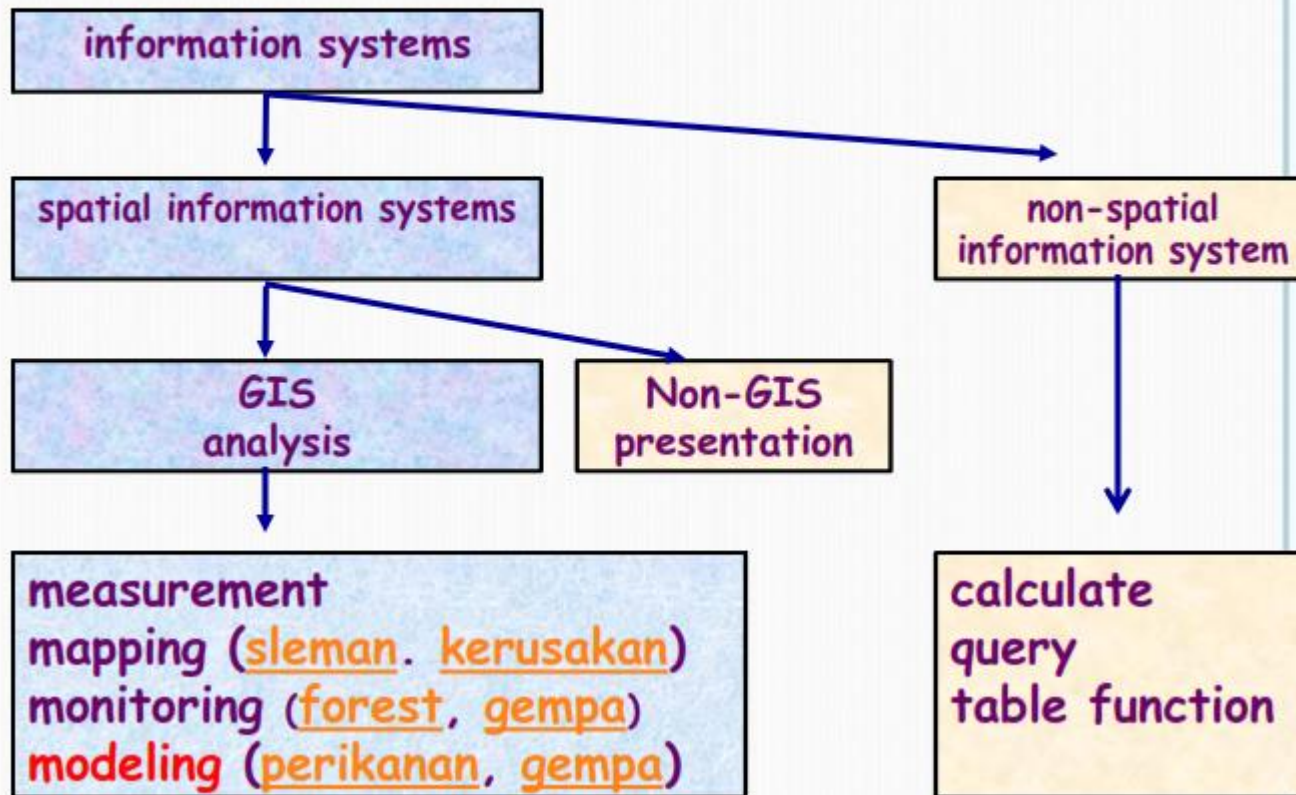 information systems
spatial information systems
non-spatial
information system
GIS
analysis
Non-GIS
presentation
measurement
mapping (sleman. kerusakan)
monitoring (forest, gempa)
modeling (perikanan, gempa)
calculate
query
table function